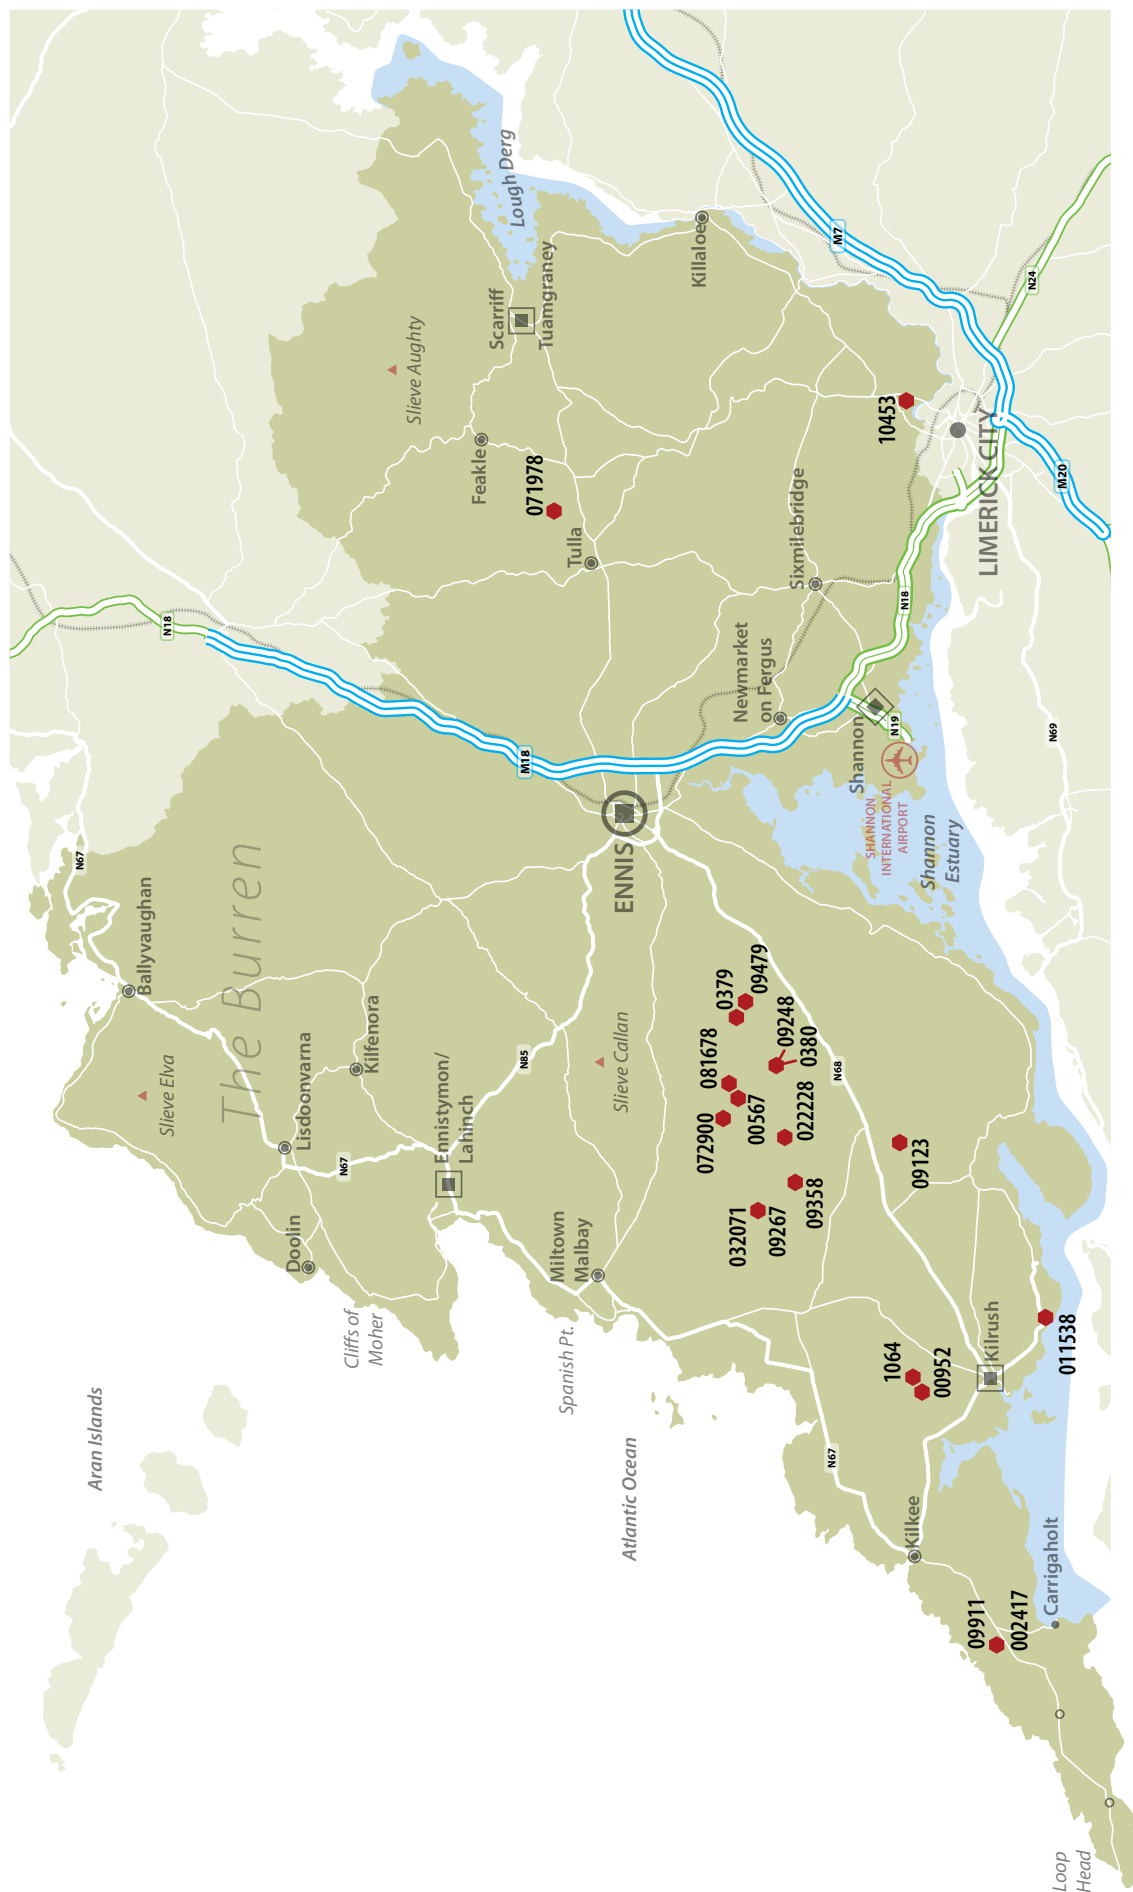 Aran Islands
Cliffs of
Moher
Spanish Pt.
Atlantic Ocean
Loop
Head
Doolin
Slieve Elva
Ballyvaughan
N67
The Burren
Lisdoonvarna
Kilfenora
N67
Ennistymon/
Lahinch
N85
Miltown
Malbay
Slieve Callan
ENNIS
M18
N18
Slieve Aughty
Scarriff
Tuamgraney
Lough Derg
Feakle
071978
Tulla
Killaloe
M7
N24
10453
LIMERICK CITY
M20
Sixmilebridge
N18
Newmarket
on Fergus
Shannon
N19
SHANNON
INTERNATIONAL
AIRPORT
Shannon
Estuary
N69
0379
09479
081678
09248
0380
072900
00567
022228
N68
032071
09267
09358
09123
1064
00952
Kilrush
011538
N67
Kilkee
09911
002417
Carrigaholt